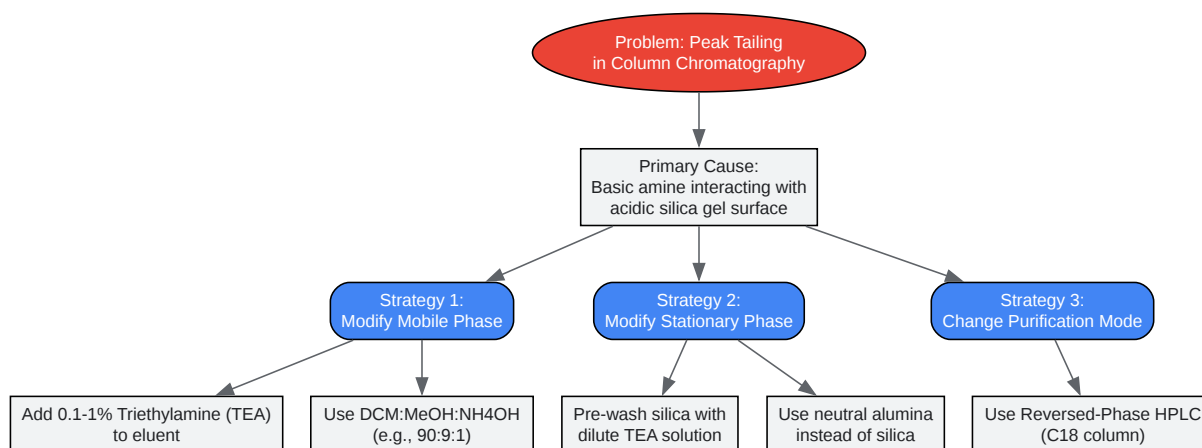 Problem: Peak Tailing
in Column Chromatography
Primary Cause:
Basic amine interacting with
acidic silica gel surface
Strategy 1:
Modify Mobile Phase
Strategy 2:
Modify Stationary Phase
Strategy 3:
Change Purification Mode
Add 0.1-1% Triethylamine (TEA)
to eluent
Use DCM:MeOH:NH4OH
(e.g., 90:9:1)
Pre-wash silica with
dilute TEA solution
Use neutral alumina
instead of silica
Use Reversed-Phase HPLC
(C18 column)